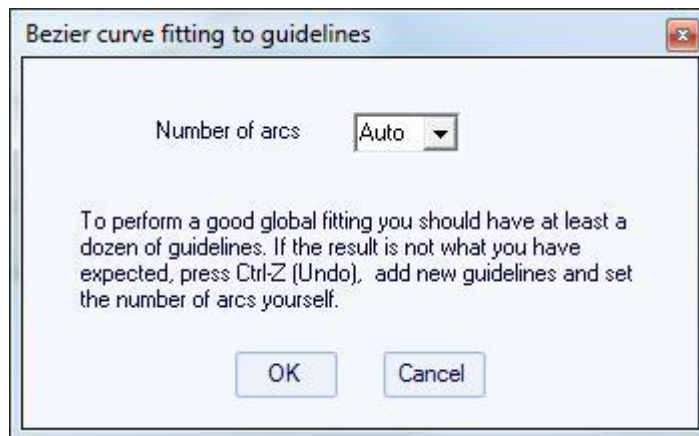 Bezier curve fitting to guidelines
Number of arcs Auto
To perform a good global fitting you should have at least a
dozen of guidelines. If the result is not what you have
expected, press Ctrl-Z (Undo),  add new guidelines and set
the number of arcs yourself.
OK Cancel